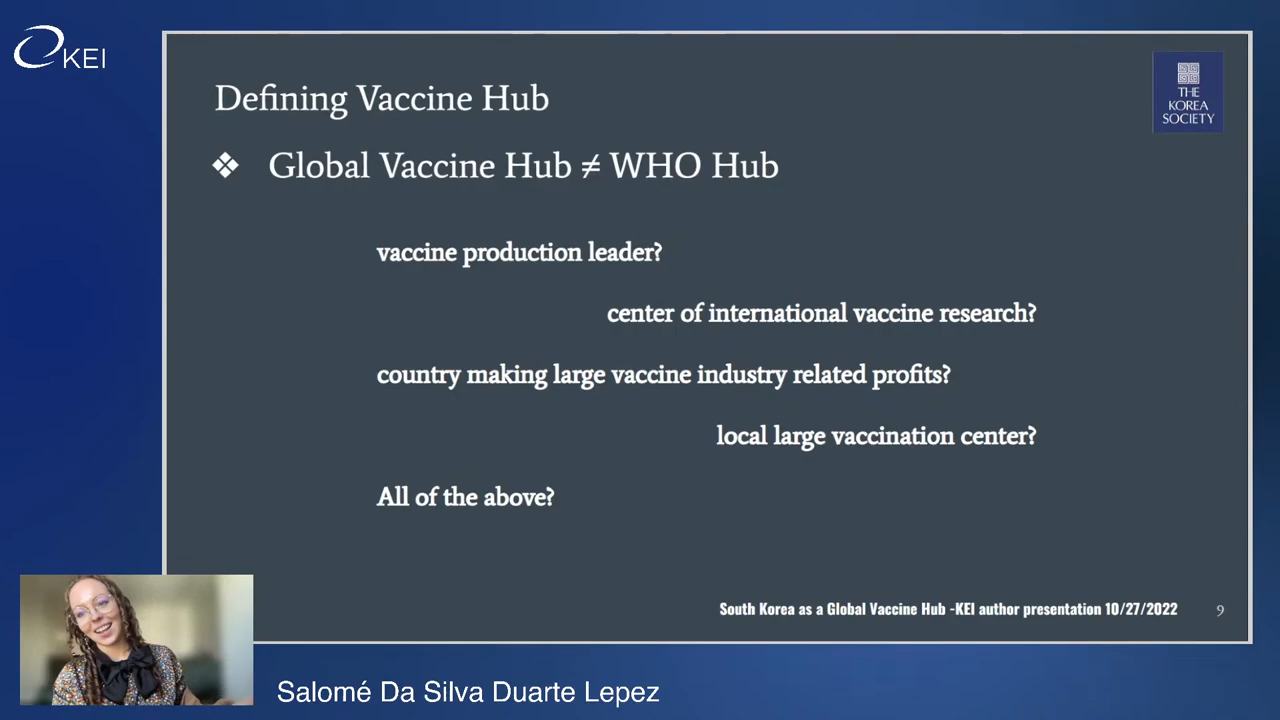 KEI
THE
KOREA
SOCIETY
Defining Vaccine Hub
❖ Global Vaccine Hub ≠ WHO Hub
vaccine production leader?
center of international vaccine research?
country making large vaccine industry related profits?
local large vaccination center?
All of the above?
South Korea as a Global Vaccine Hub -KEI author presentation 10/27/2022
9
Salomé Da Silva Duarte Lepez